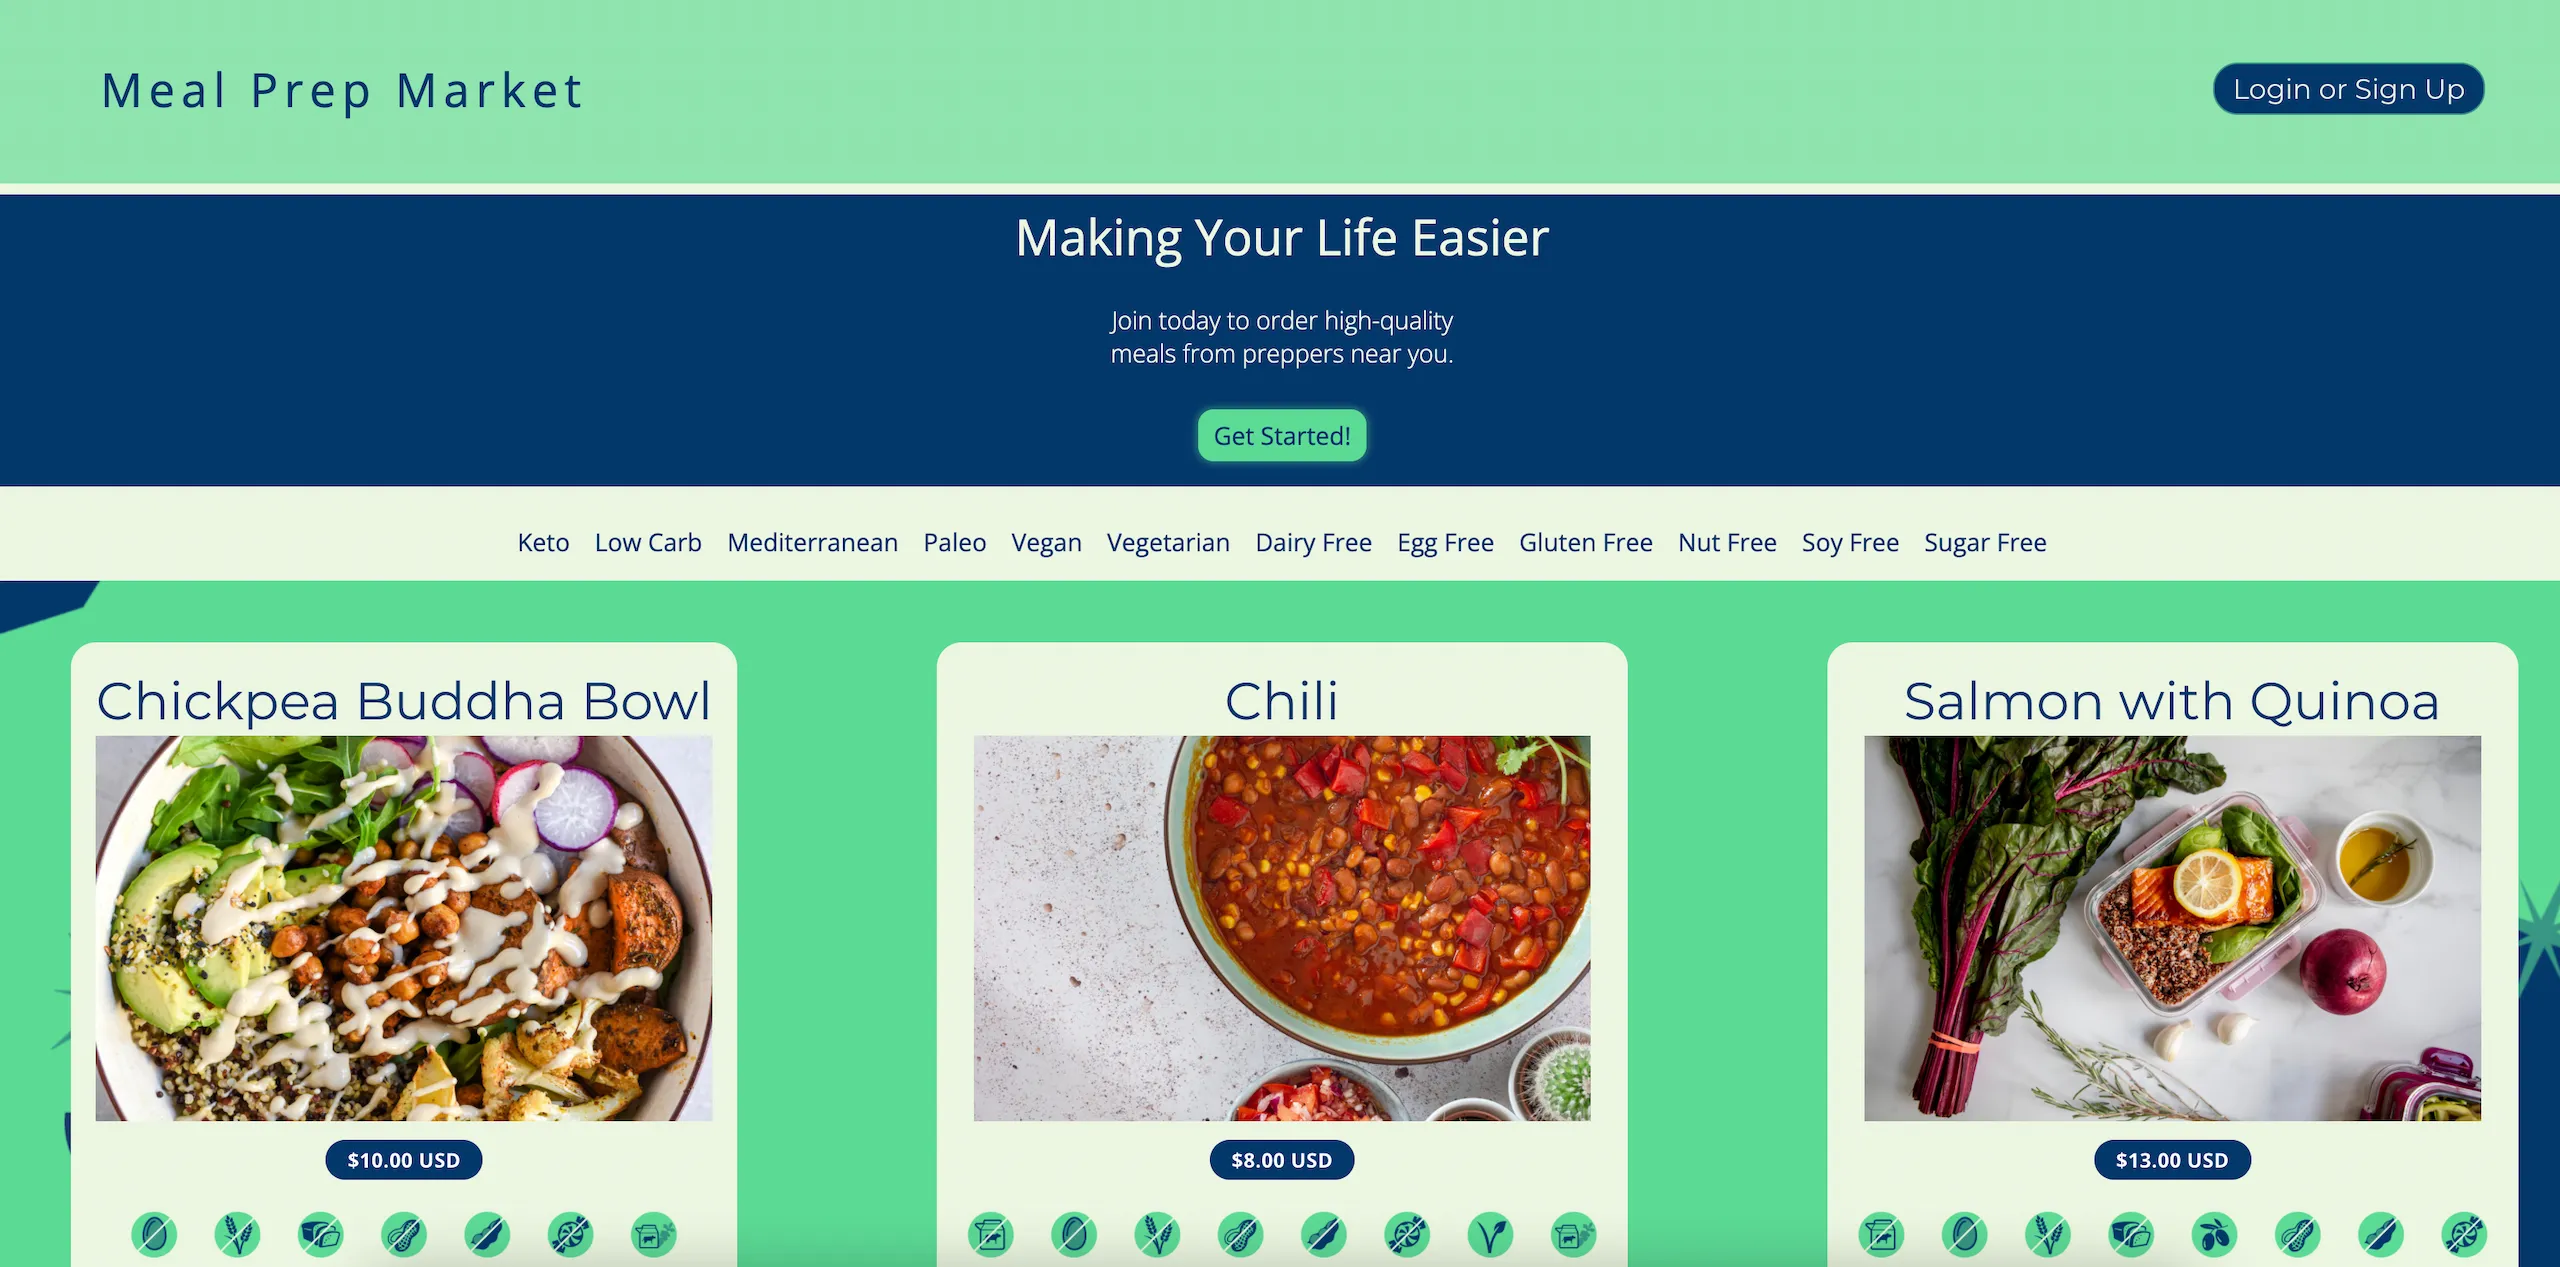 Meal Prep Market
Login or Sign Up
Making Your Life Easier
Join today to order high-quality
meals from preppers near you.
Get Started!
Keto Low Carb Mediterranean Paleo Vegan Vegetarian Dairy Free Egg Free Gluten Free Nut Free Soy Free Sugar Free
Chickpea Buddha Bowl
Chili
Salmon with Quinoa
$10.00 USD
$8.00 USD
$13.00 USD